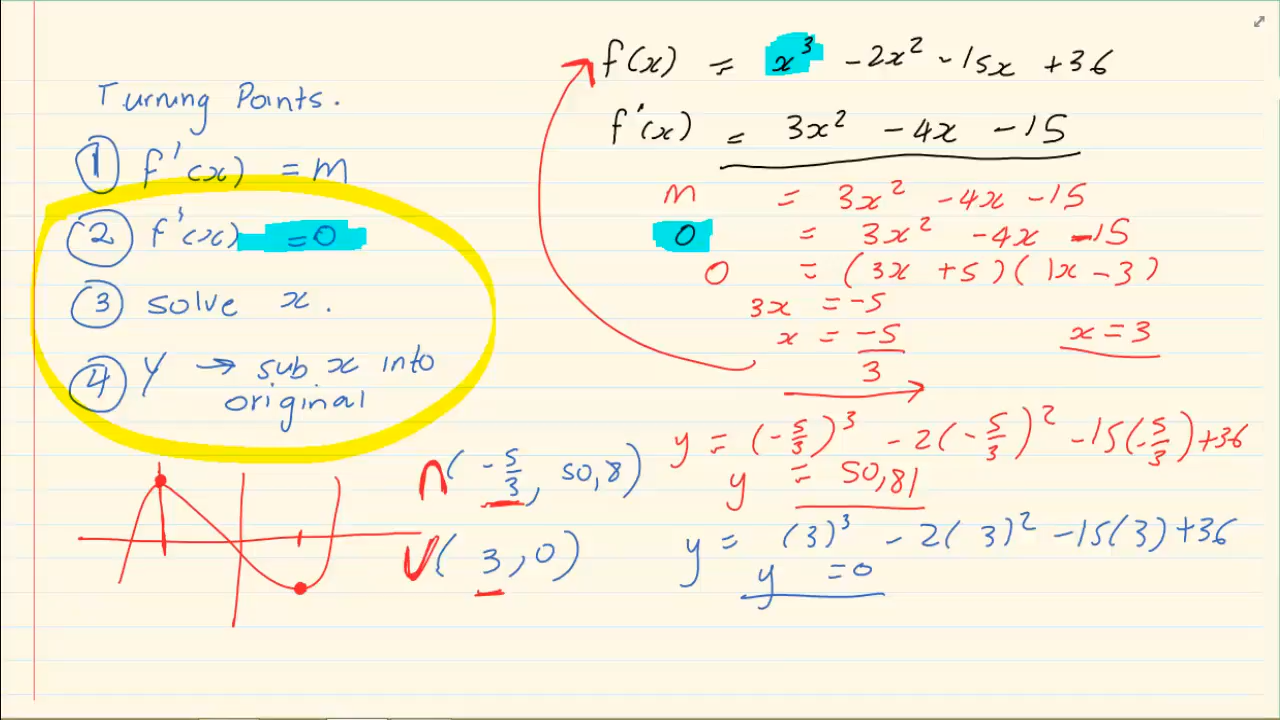 Turning Points.
① f'(x) = m
② f'(x) = 0
③ solve x.
④ Y → sub x into
original
f(x) = x³ - 2x² - 15x + 36
f'(x) = 3x² - 4x - 15
m = 3x² - 4x - 15
0 = 3x² - 4x - 15
0 = (3x + 5)(1x - 3)
3x = -5
x = -5/3
x = 3
y = (-5/3)³ - 2(-5/3)² - 15(-5/3) + 36
y = 50,81
y = (3)³ - 2(3)² - 15(3) + 36
y = 0
(-5/3, 50,8)
(3, 0)